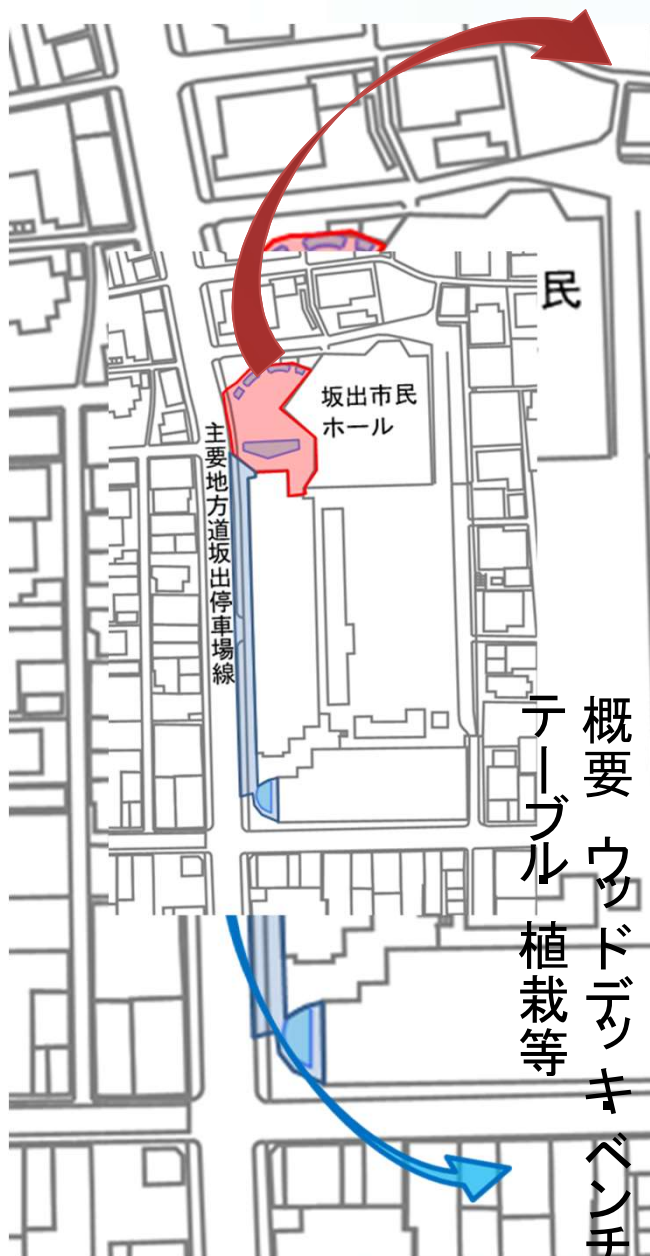 民
坂出市民
ホール
主要地方道坂出停車場線
概要　ウッドデッキ・ベンチ
テーブル・植栽等